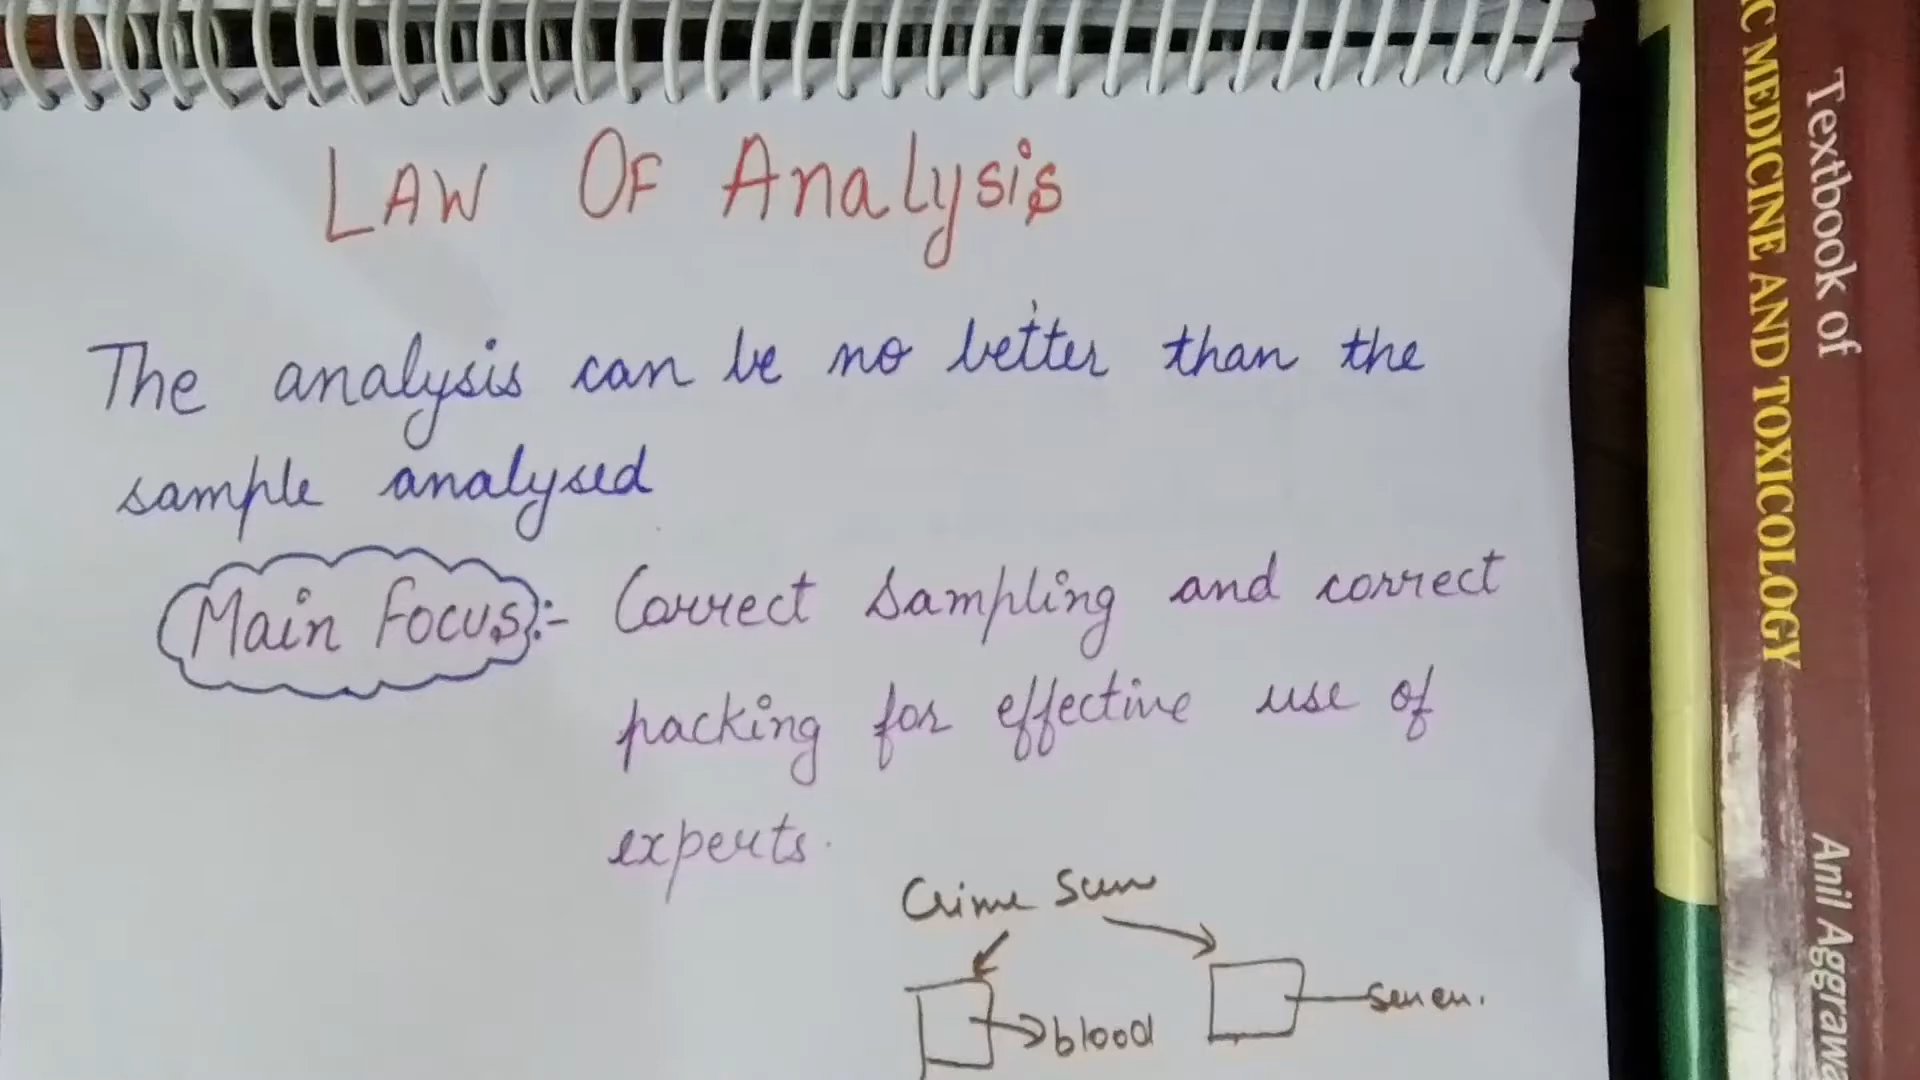 LAW OF Analysis
The analysis can be no better than the
sample analysed
Main Focus:- Correct sampling and correct
packing for effective use of
experts.
Crime
blood
semen.
Textbook of
IC MEDICINE AND TOXICOLOGY
Anil Aggrawa